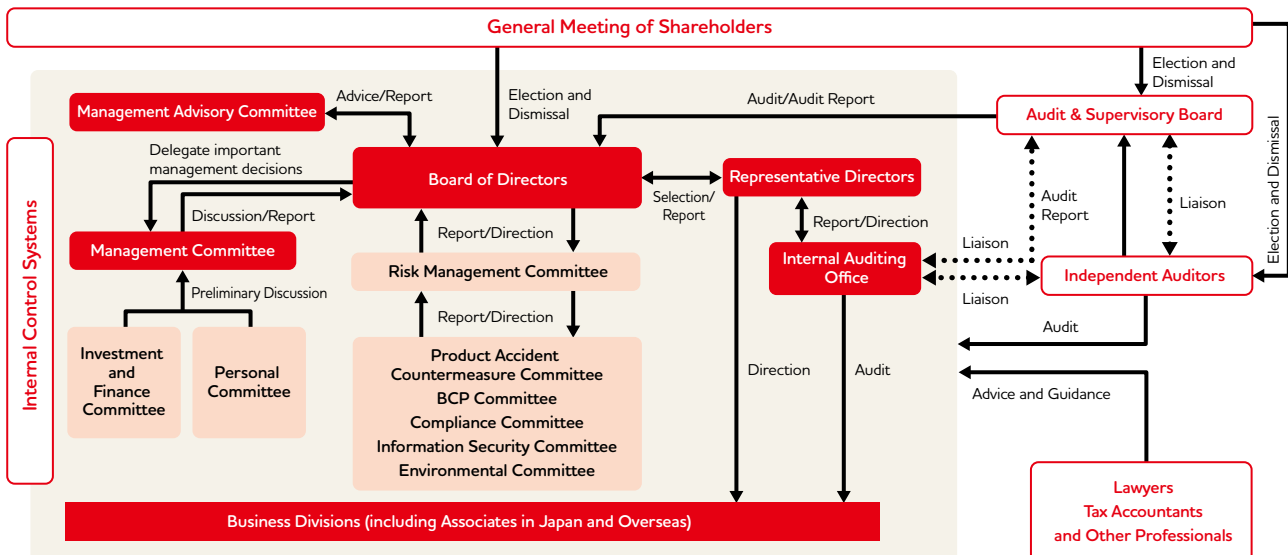 General Meeting of Shareholders
Election and
Dismissal
Election and
Dismissal
Election and Dismissal
Management Advisory Committee
Advice/Report
Audit/Audit Report
Audit & Supervisory Board
Internal Control Systems
Delegate important
management decisions
Board of Directors
Selection/
Report
Representative Directors
Audit
Report
Liaison
Discussion/Report
Management Committee
Report/Direction
Report/Direction
Risk Management Committee
Internal Auditing
Office
Liaison
Liaison
Independent Auditors
Preliminary Discussion
Report/Direction
Audit
Investment
and
Finance
Committee
Personal
Committee
Product Accident
Countermeasure Committee
BCP Committee
Compliance Committee
Information Security Committee
Environmental Committee
Direction
Audit
Advice and Guidance
Lawyers
Tax Accountants
and Other Professionals
Business Divisions (including Associates in Japan and Overseas)